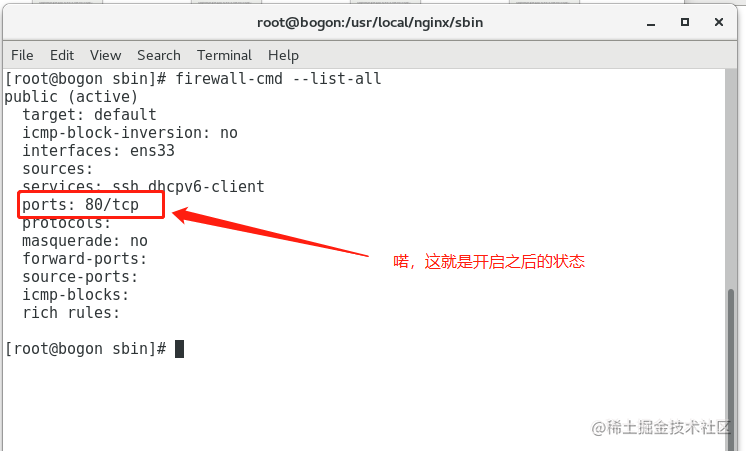 root@bogon:/usr/local/nginx/sbin
File Edit View Search Terminal Help
[root@bogon sbin]# firewall-cmd --list-all
public (active)
target: default
icmp-block-inversion: no
interfaces: ens33
sources:
services: ssh dhcpv6-client
ports: 80/tcp
protocols:
masquerade: no
forward-ports:
source-ports:
icmp-blocks:
rich rules:
[root@bogon sbin]#
喏，这就是开启之后的状态
@稀土掘金技术社区